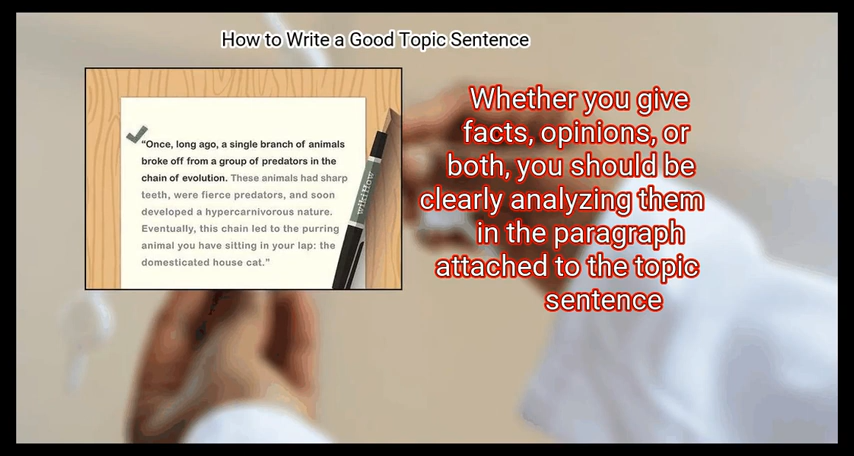 How to Write a Good Topic Sentence
"Once, long ago, a single branch of animals
broke off from a group of predators in the
chain of evolution. These animals had sharp
teeth, were fierce predators, and soon
developed a hypercarnivorous nature.
Eventually, this chain led to the purring
animal you have sitting in your lap: the
domesticated house cat."
wikiHow
Whether you give
facts, opinions, or
both, you should be
clearly analyzing them
in the paragraph
attached to the topic
sentence